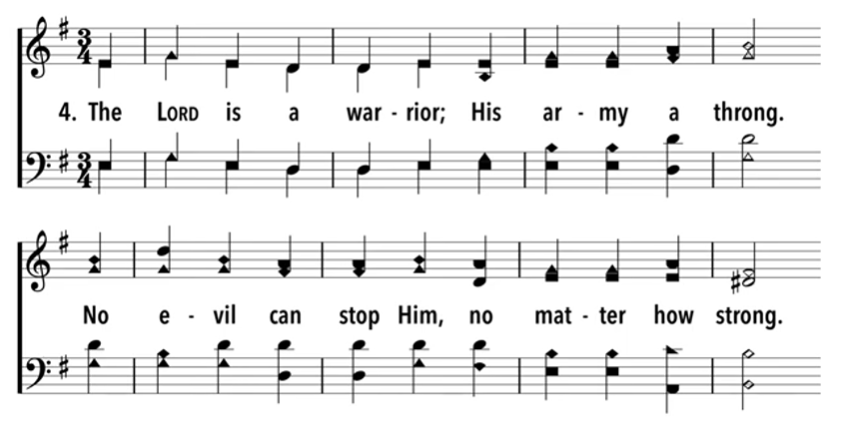 4. The LORD is a war - rior; His ar - my a throng.
No e - vil can stop Him, no mat - ter how strong.